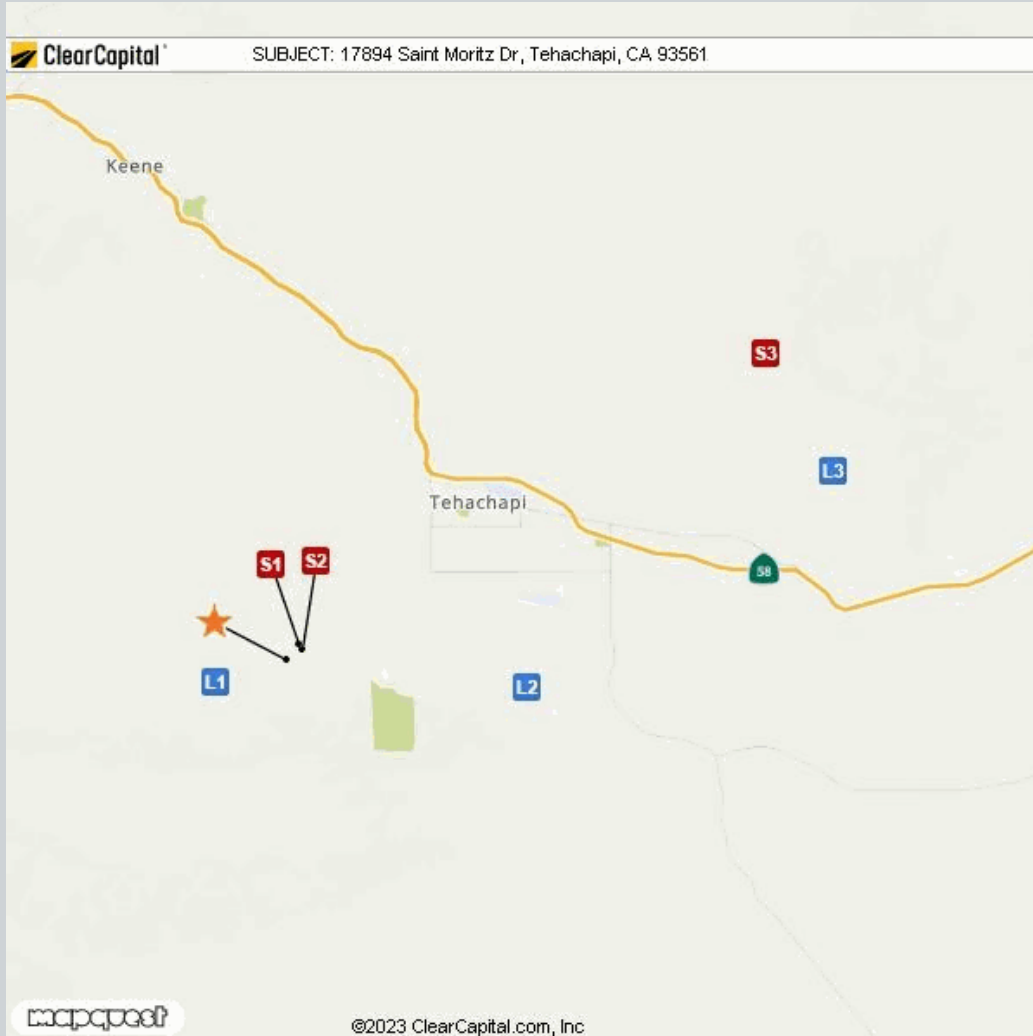 ClearCapital SUBJECT: 17894 Saint Moritz Dr, Tehachapi, CA 93561
Keene
S3
L3
Tehachapi
S1 S2
58
L1
L2
mapquest ©2023 ClearCapital.com, Inc